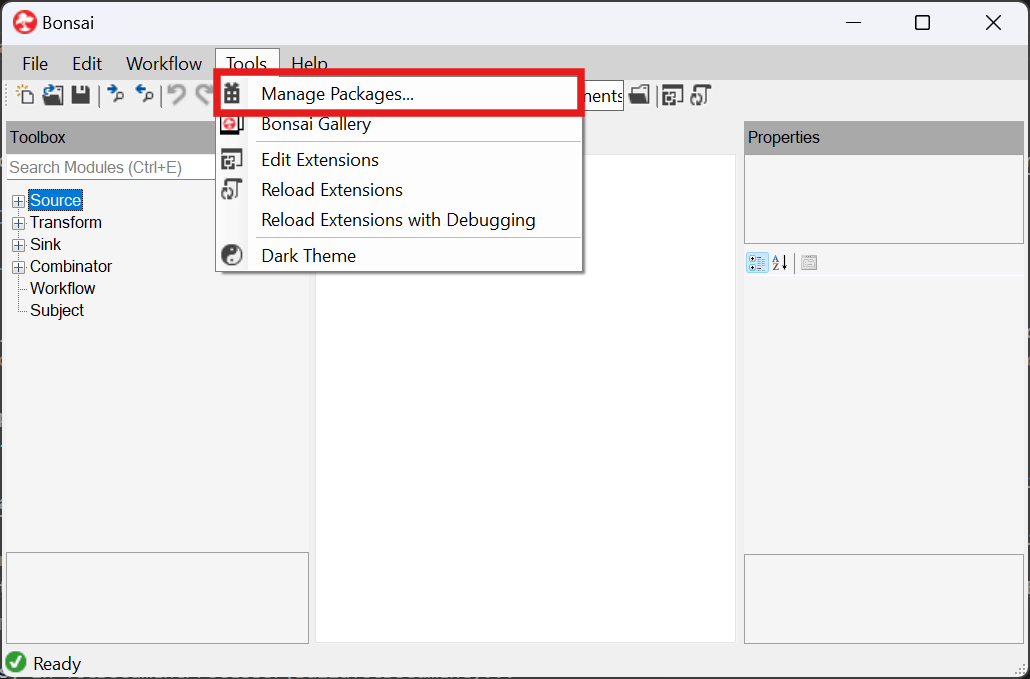 Bonsai
File Edit Workflow Tools Help
Manage Packages...
Bonsai Gallery
Edit Extensions
Reload Extensions
Reload Extensions with Debugging
Dark Theme
Toolbox
Search Modules (Ctrl+E)
Source
Transform
Sink
Combinator
Workflow
Subject
Properties
Ready